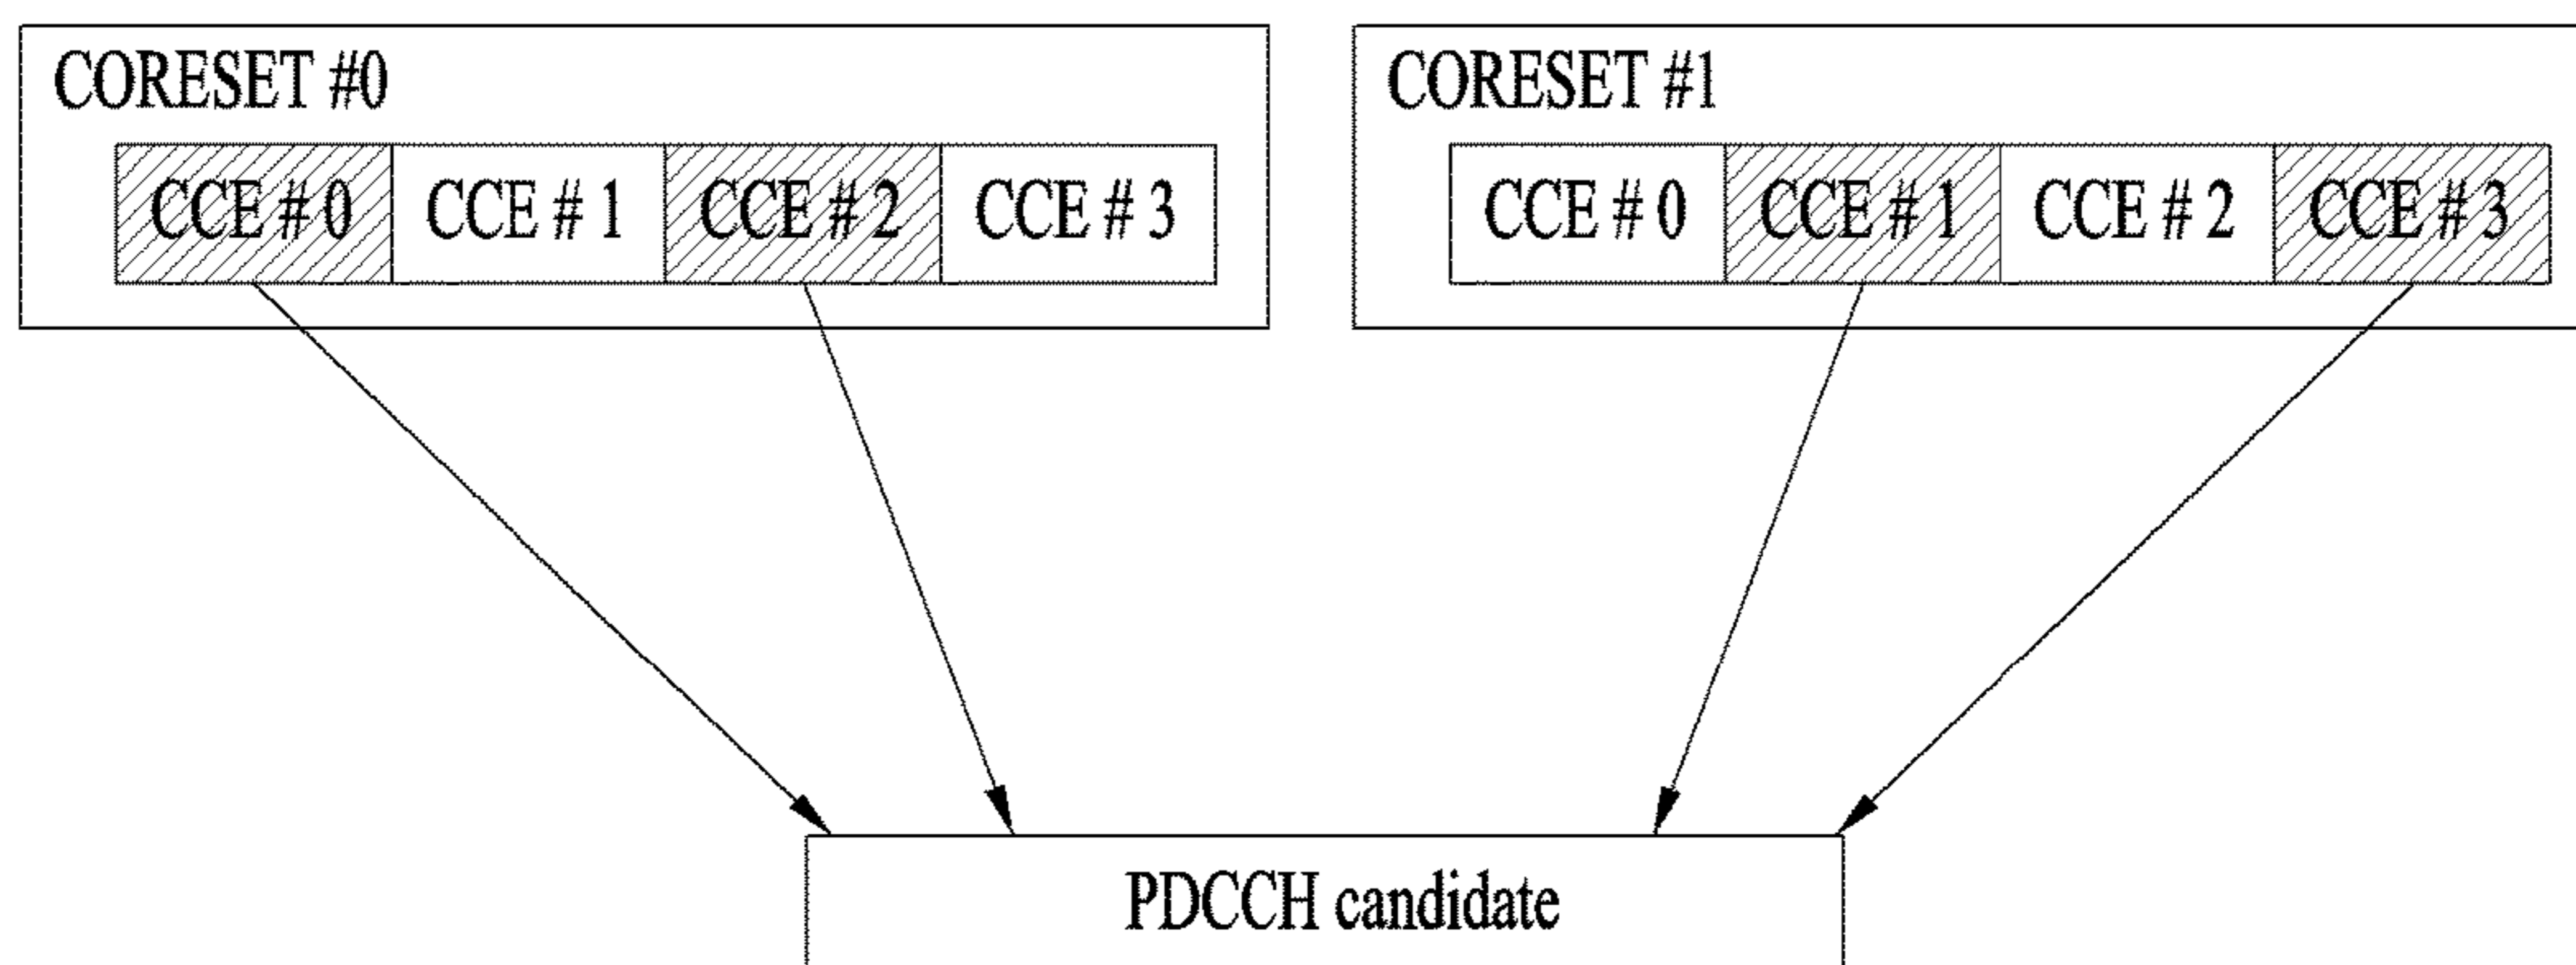 CORESET #0
CCE # 0 CCE # 1 CCE # 2 CCE # 3
CORESET #1
CCE # 0 CCE # 1 CCE # 2 CCE # 3
PDCCH candidate